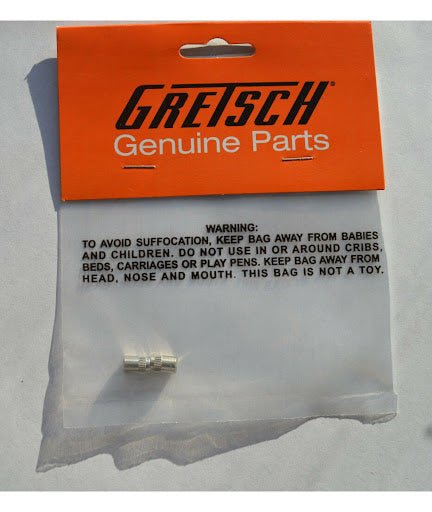 GRETSCH®
Genuine Parts
WARNING:
TO AVOID SUFFOCATION, KEEP BAG AWAY FROM BABIES
AND CHILDREN. DO NOT USE IN OR AROUND CRIBS,
BEDS, CARRIAGES OR PLAY PENS. KEEP BAG AWAY FROM
HEAD, NOSE AND MOUTH. THIS BAG IS NOT A TOY.